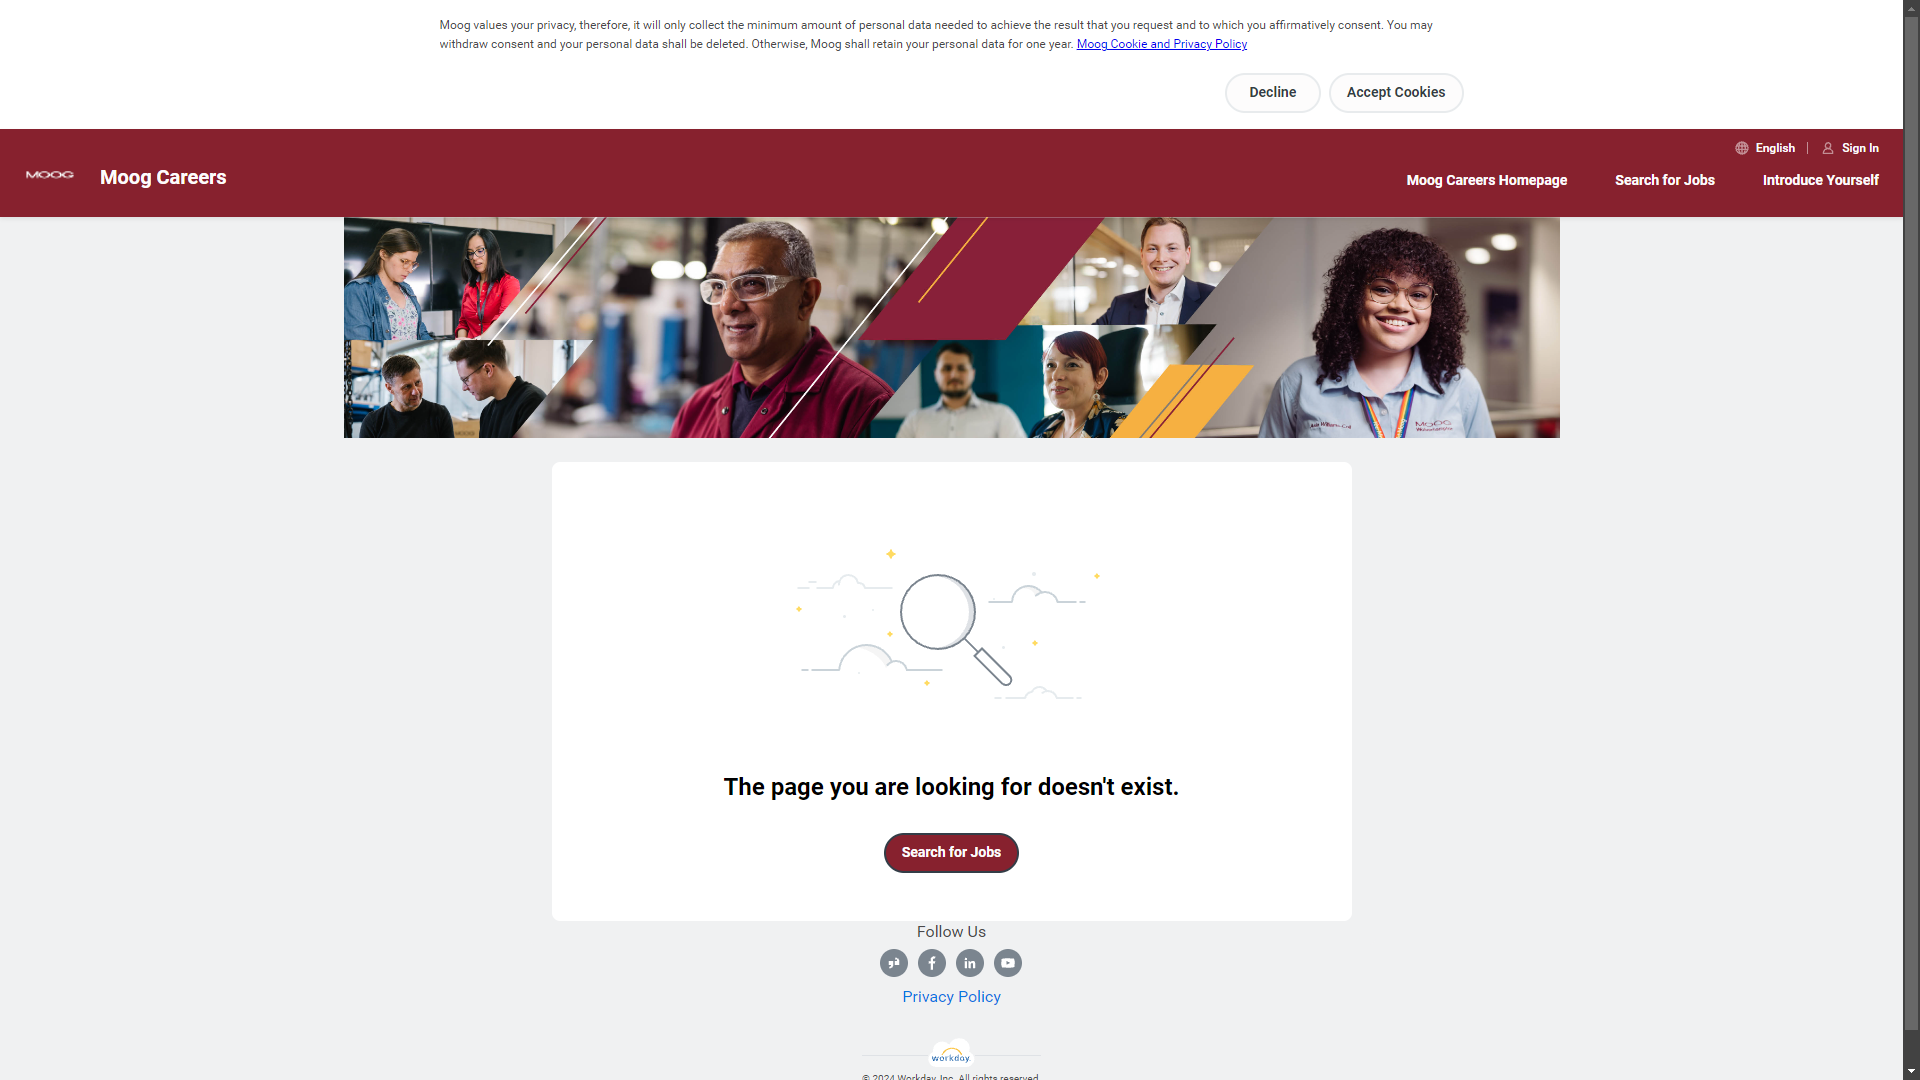 Moog values your privacy, therefore, it will only collect the minimum amount of personal data needed to achieve the result that you request and to which you affirmatively consent. You may
withdraw consent and your personal data shall be deleted. Otherwise, Moog shall retain your personal data for one year. Moog Cookie and Privacy Policy
Decline
Accept Cookies
English
Sign In
MOOG
Moog Careers
Moog Careers Homepage
Search for Jobs
Introduce Yourself
MOOG
The page you are looking for doesn't exist.
Search for Jobs
Follow Us
Privacy Policy
workday.
© 2024 Workday, Inc. All rights reserved.